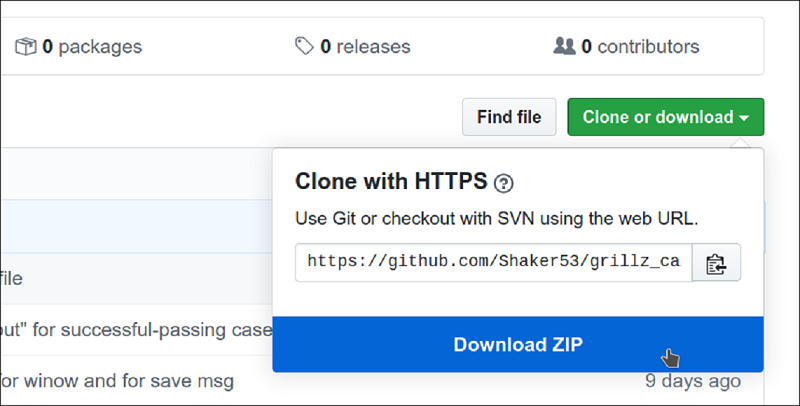 0 packages
0 releases
0 contributors
Find file
Clone or download
Clone with HTTPS ?
Use Git or checkout with SVN using the web URL.
https://github.com/Shaker53/grillz_ca
file
out" for successful-passing case
Download ZIP
for winow and for save msg
9 days ago